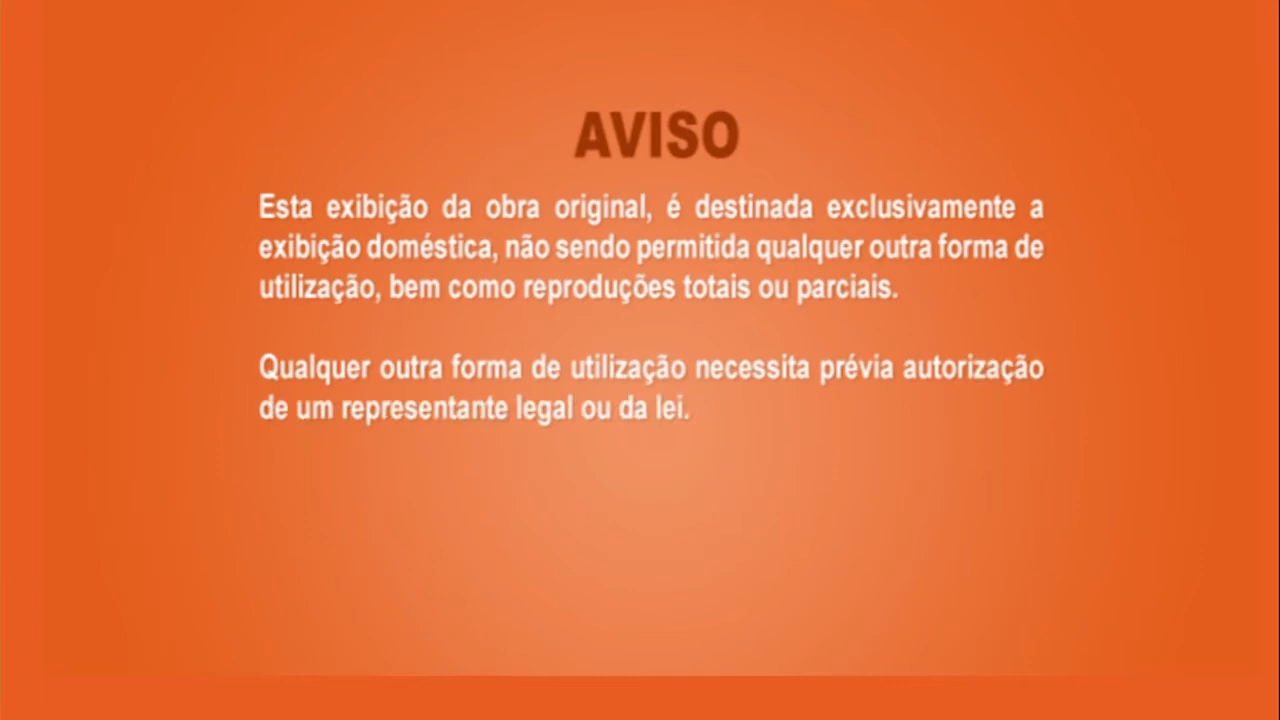 AVISO
Esta exibição da obra original, é destinada exclusivamente a
exibição doméstica, não sendo permitida qualquer outra forma de
utilização, bem como reproduções totais ou parciais.
Qualquer outra forma de utilização necessita prévia autorização
de um representante legal ou da lei.